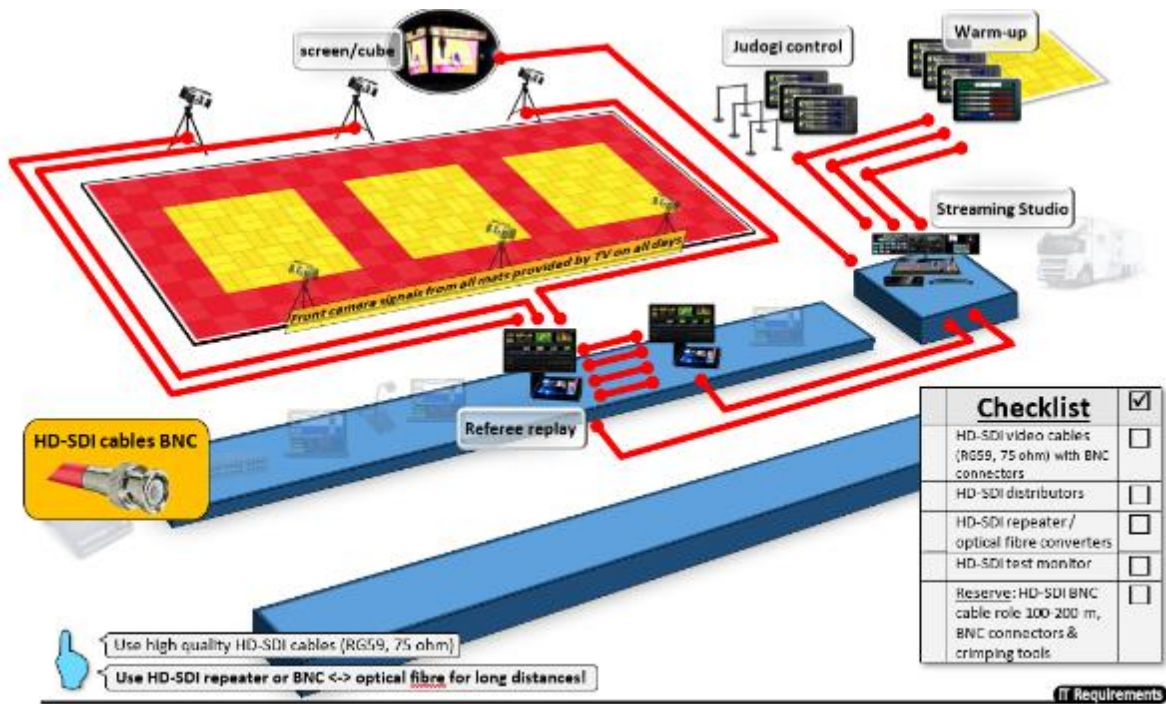 screen/cube
Judogi control
Warm-up
Streaming Studio
Front camera signals from all mats provided by TV on all days
Referee replay
HD-SDI cables BNC
Checklist
HD-SDI video cables
(RG59, 75 ohm) with BNC
connectors
HD-SDI distributors
HD-SDI repeater /
optical fibre converters
HD-SDI test monitor
Reserve: HD-SDI BNC
cable role 100-200 m,
BNC connectors &
crimping tools
Use high quality HD-SDI cables (RG59, 75 ohm)
Use HD-SDI repeater or BNC <-> optical fibre for long distances!
IT Requirements